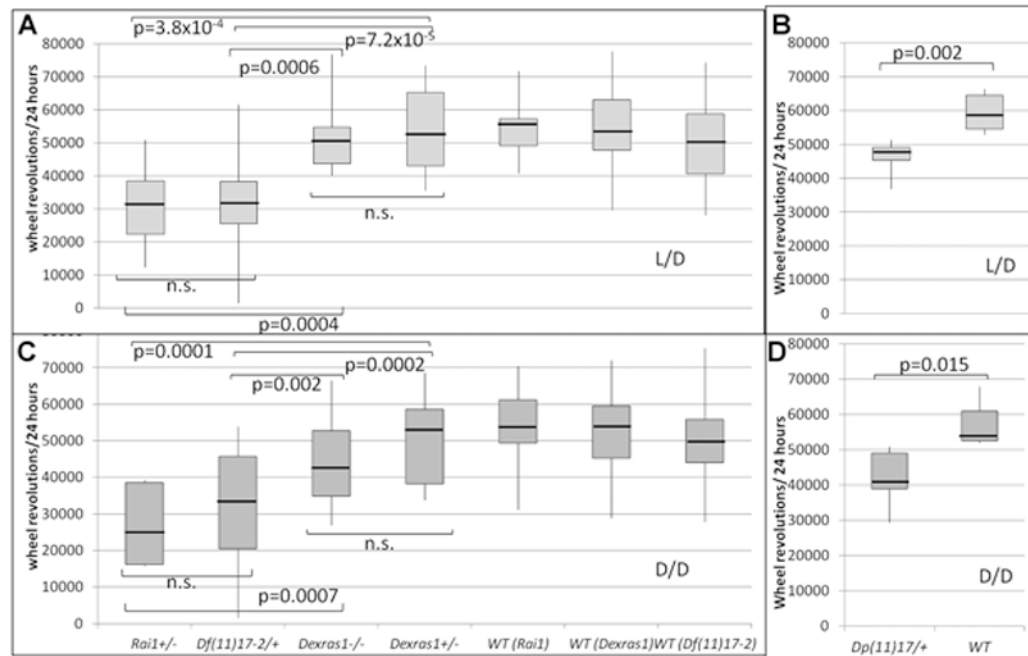 A
p=3.8x10-4
p=7.2x10-5
p=0.0006
wheel revolutions/24 hours
80000
70000
60000
50000
40000
30000
20000
10000
0
n.s.
n.s.
L/D
p=0.0004
B
p=0.002
Wheel revolutions/ 24 hours
80000
70000
60000
50000
40000
30000
20000
10000
0
L/D
C
p=0.0001
p=0.0002
p=0.002
wheel revolutions/24 hours
70000
60000
50000
40000
30000
20000
10000
0
n.s.
n.s.
D/D
p=0.0007
Rai1+/- Df(11)17-2/+ Dexras1-/- Dexras1+/- WT (Rai1) WT (Dexras1) WT (Df(11)17-2)
D
p=0.015
Wheel revolutions/ 24 hours
80000
70000
60000
50000
40000
30000
20000
10000
0
D/D
Dp(11)17/+ WT